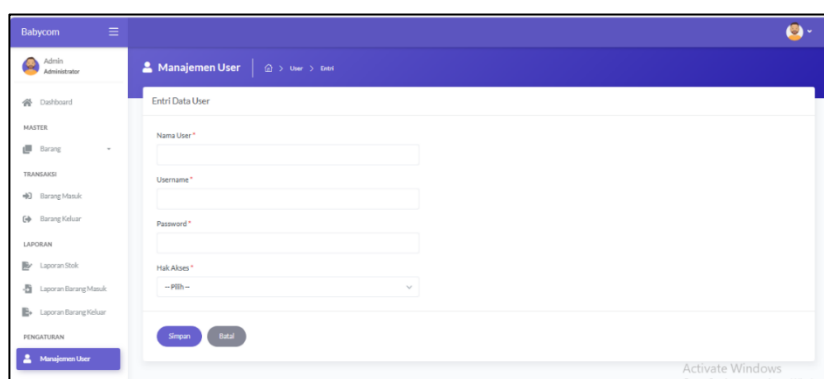 Babycom
Admin
Administrator
Manajemen User
> User > Entri
Dashboard
MASTER
Barang
TRANSAKSI
Barang Masuk
Barang Keluar
LAPORAN
Laporan Stok
Laporan Barang Masuk
Laporan Barang Keluar
PENGATURAN
Manajemen User
Entri Data User
Nama User *
Username *
Password *
Hak Akses *
-- Pilih --
Simpan
Batal
Activate Windows